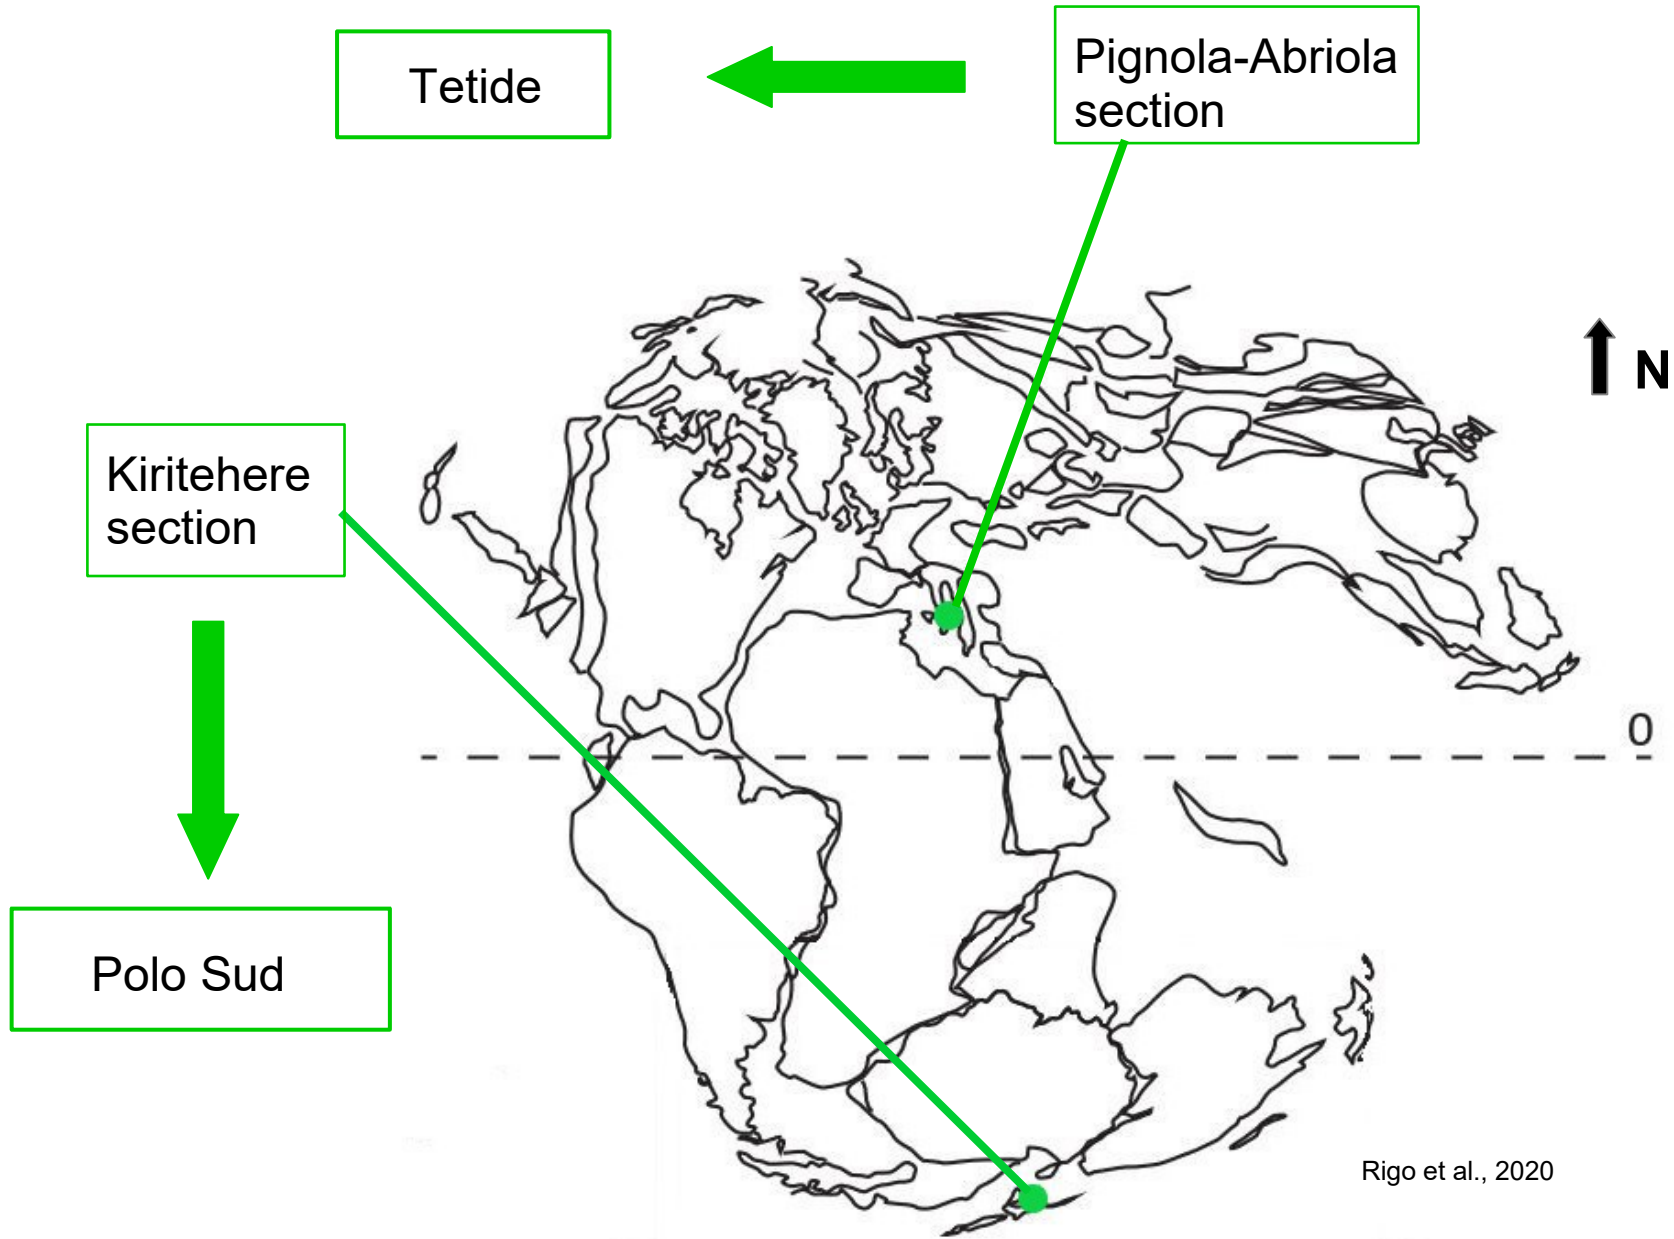 Tetide
Pignola-Abriola
section
N
Kiritehere
section
0
Polo Sud
Rigo et al., 2020